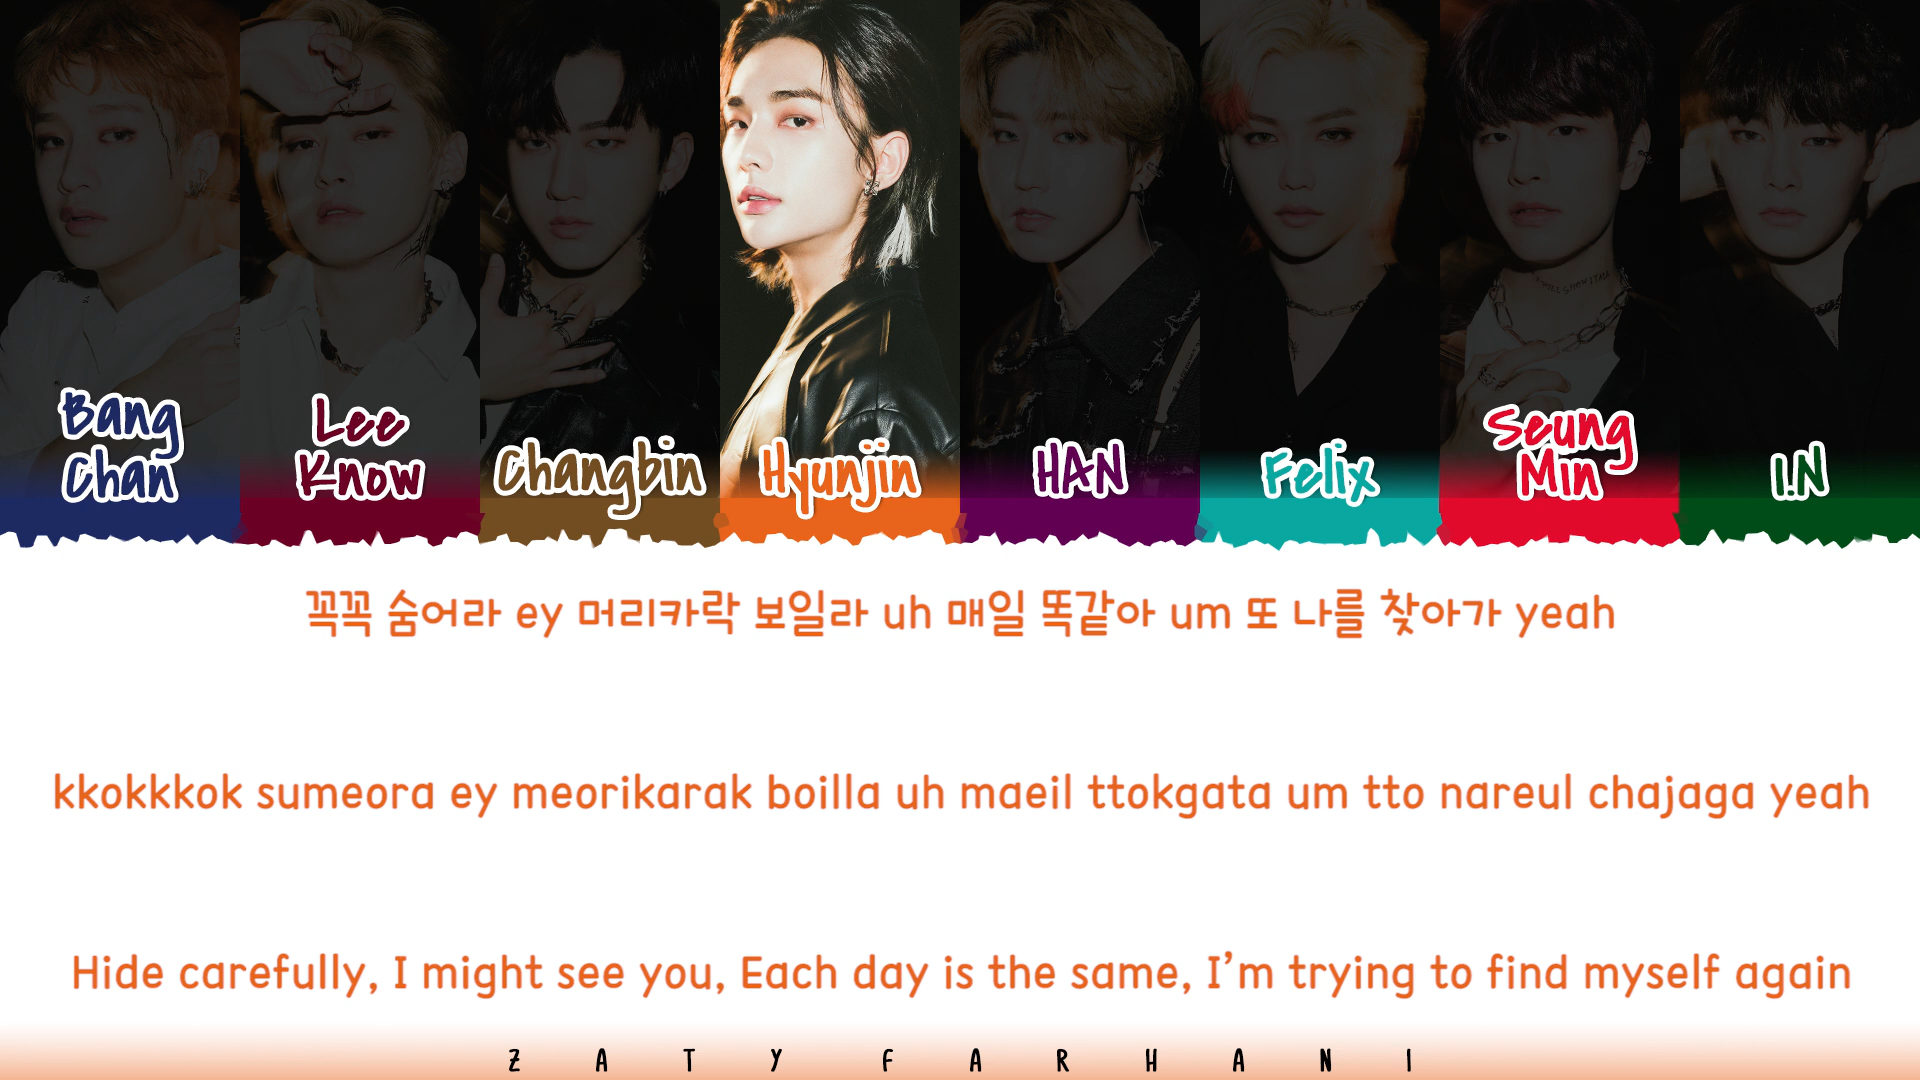 Bang
Chan
Lee
Know
Changbin
Hyunjin
HAN
Felix
Seung
Min
I.N
꼭꼭 숨어라 ey 머리카락 보일라 uh 매일 똑같아 um 또 나를 찾아가 yeah
kkokkkok sumeora ey meorikarak boilla uh maeil ttokgata um tto nareul chajaga yeah
Hide carefully, I might see you, Each day is the same, I'm trying to find myself again
ZATY FARHANI